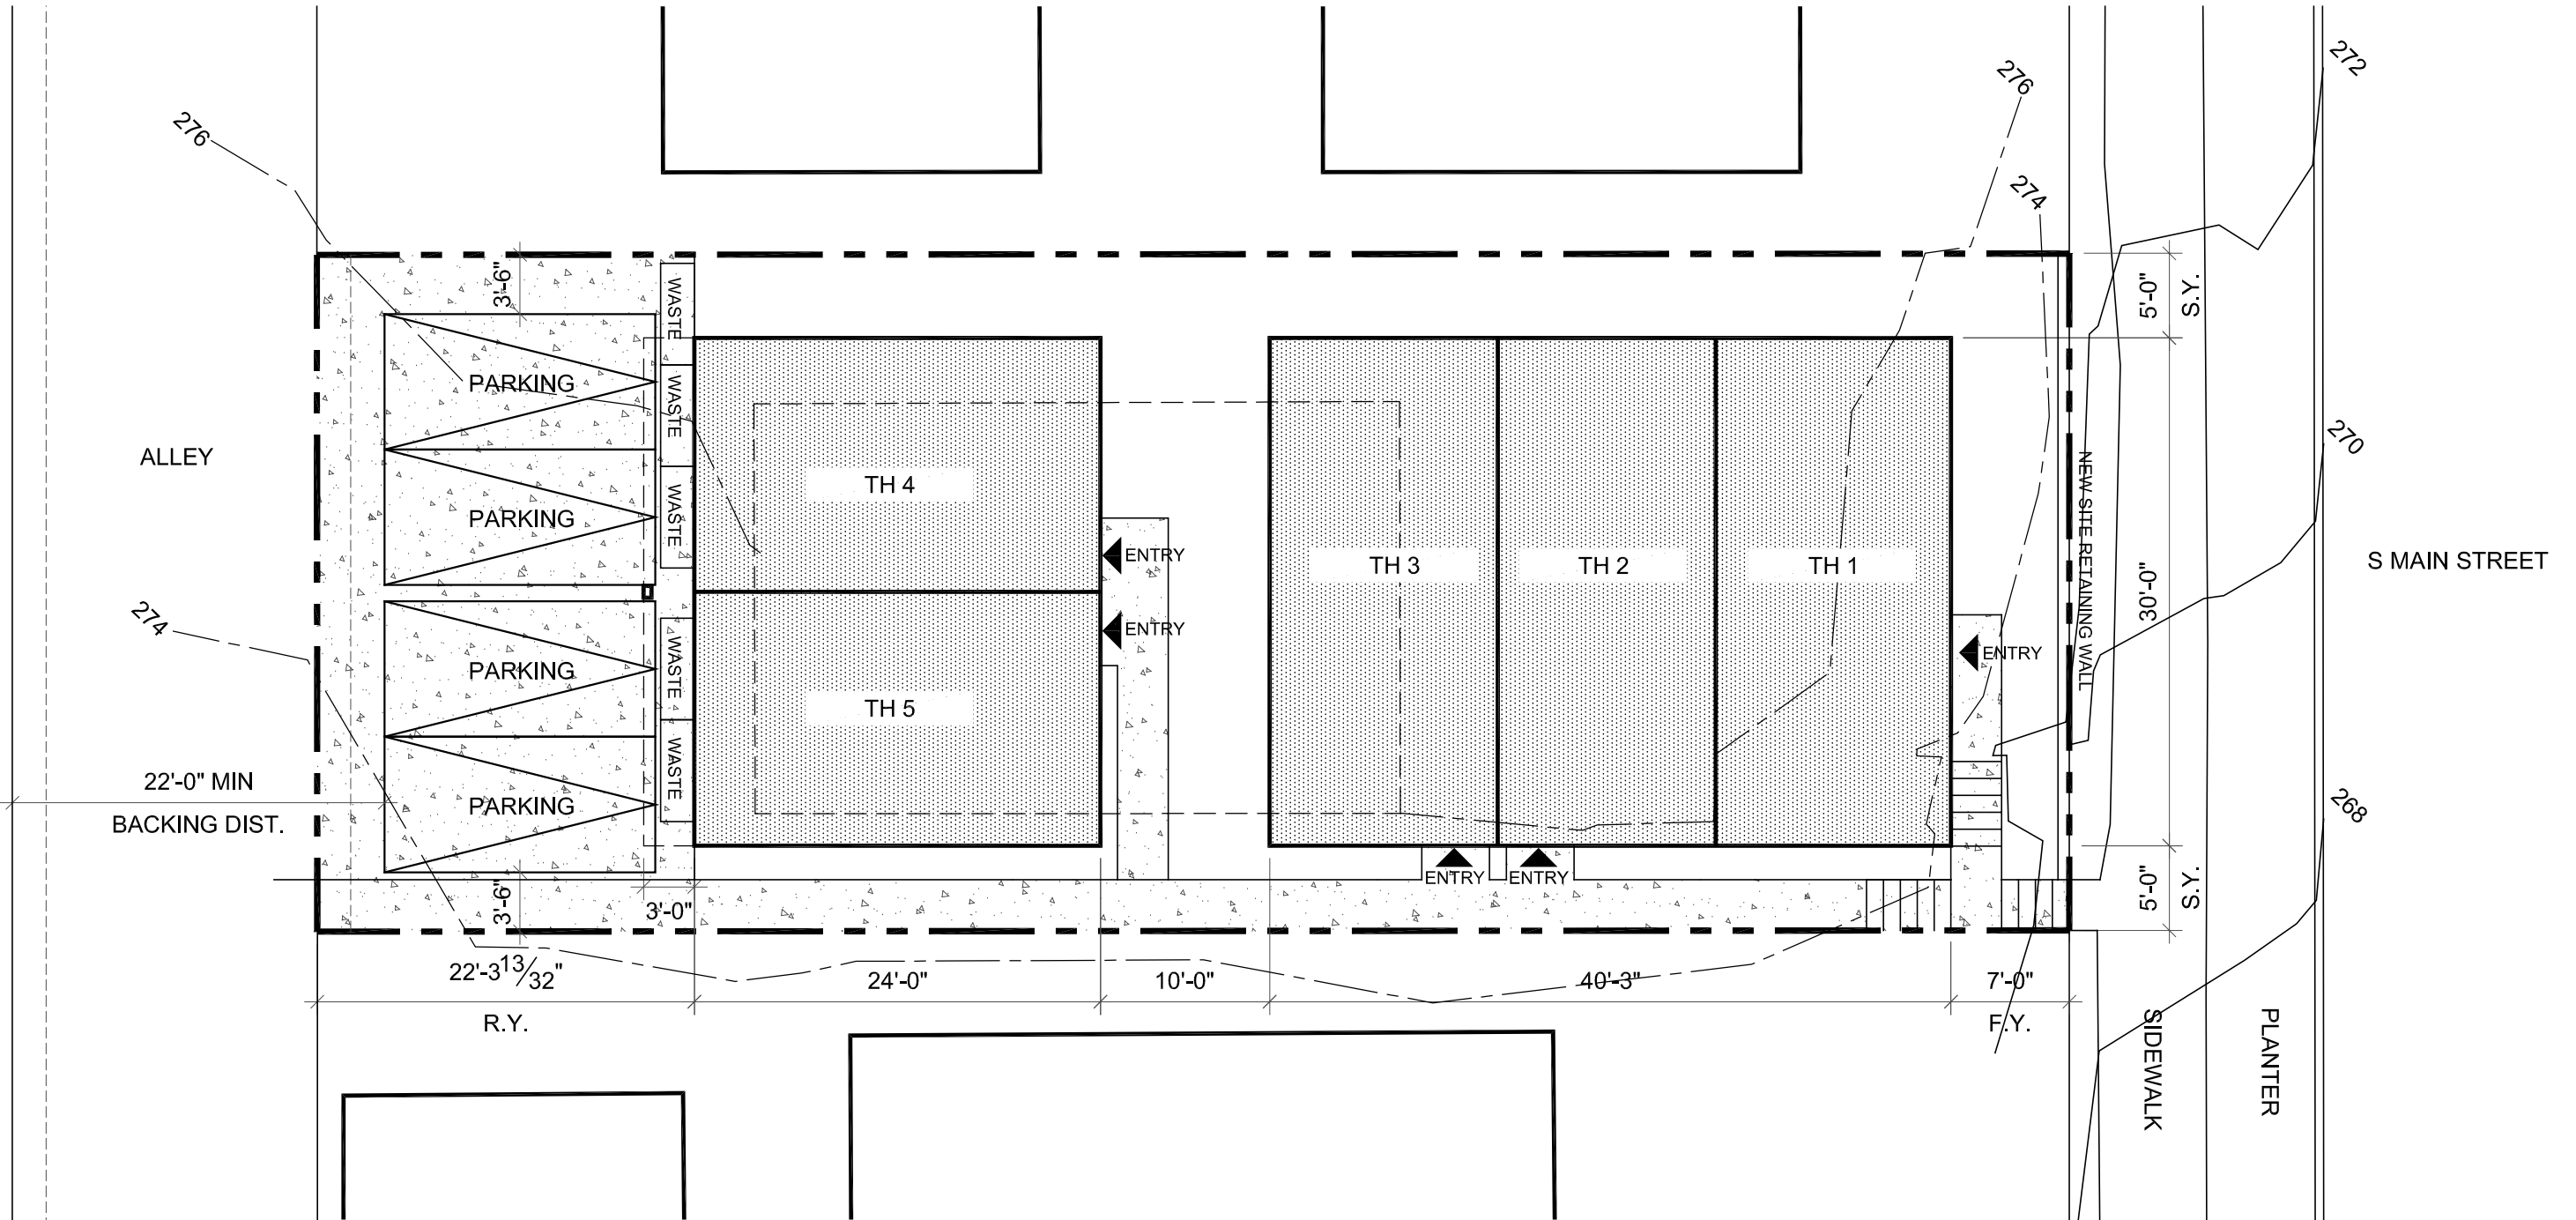 272
276
276
274
3'-6"
WASTE
5'-0"
S.Y.
PARKING
WASTE
ALLEY
270
NEW SITE RETAINING WALL
TH 4
WASTE
PARKING
ENTRY
TH 3
TH 2
TH 1
S MAIN STREET
30'-0"
274
ENTRY
ENTRY
PARKING
WASTE
TH 5
22'-0" MIN
BACKING DIST.
WASTE
PARKING
268
ENTRY
ENTRY
3'-6"
3'-0"
5'-0"
S.Y.
22'-3 13/32"
24'-0"
10'-0"
40'-3"
7'-0"
R.Y.
F.Y.
SIDEWALK
PLANTER